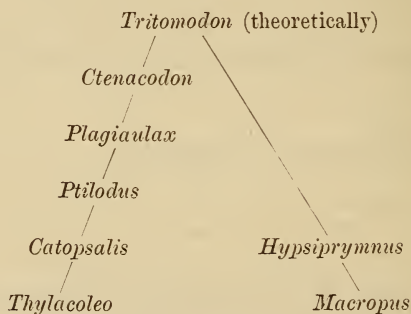 Tritomodon (theoretically)
Ctenacodon
Plagiaulax
Ptilodus
Catopsalis Hypsiprymnus
Thylacoleo Macropus